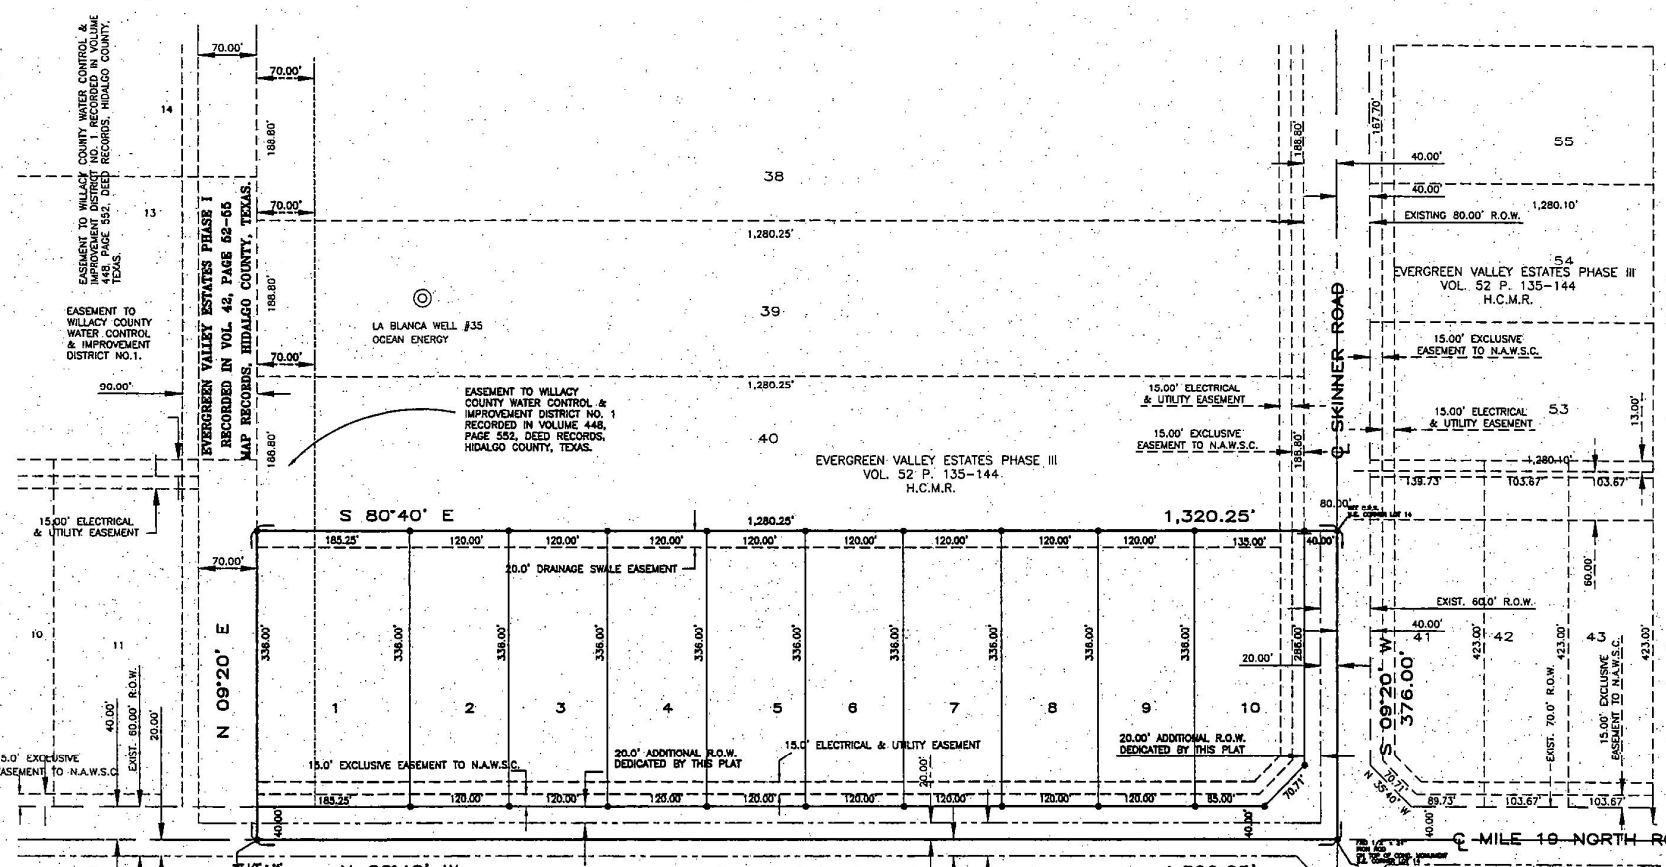 EASEMENT TO WILLACY COUNTY WATER CONTROL &
IMPROVEMENT DISTRICT NO. 1 RECORDED IN VOLUME
448, PAGE 552, DEED RECORDS, HIDALGO COUNTY,
TEXAS.
14
13
70.00'
70.00'
188.80'
70.00'
EVERGREEN VALLEY ESTATES PHASE I
RECORDED IN VOL. 42, PAGE 52-55
MAP RECORDS, HIDALGO COUNTY, TEXAS.
38
188.80'
167.70'
40.00'
40.00'
55
1,280.10'
EXISTING 80.00' R.O.W.
1,280.25'
54
EVERGREEN VALLEY ESTATES PHASE III
VOL. 52 P. 135-144
H.C.M.R.
188.80'
EASEMENT TO
WILLACY COUNTY
WATER CONTROL
& IMPROVEMENT
DISTRICT NO.1.
LA BLANCA WELL #35
OCEAN ENERGY
39
℄ SKINNER ROAD
15.00' EXCLUSIVE
EASEMENT TO N.A.W.S.C.
70.00'
90.00'
1,280.25'
EASEMENT TO WILLACY
COUNTY WATER CONTROL &
IMPROVEMENT DISTRICT NO. 1
RECORDED IN VOLUME 448,
PAGE 552, DEED RECORDS,
HIDALGO COUNTY, TEXAS.
15.00' ELECTRICAL
& UTILITY EASEMENT
15.00' EXCLUSIVE
EASEMENT TO N.A.W.S.C.
188.80'
15.00' ELECTRICAL
& UTILITY EASEMENT
53
13.00'
188.80'
40
EVERGREEN VALLEY ESTATES PHASE III
VOL. 52 P. 135-144
H.C.M.R.
1,280.10'
139.73' 103.67' 103.67'
15.00' ELECTRICAL
& UTILITY EASEMENT
S 80°40' E
1,280.25'
1,320.25'
80.00'
185.25' 120.00' 120.00' 120.00' 120.00' 120.00' 120.00' 120.00' 120.00' 135.00' 40.00'
70.00'
20.0' DRAINAGE SWALE EASEMENT
60.00'
EXIST. 60.0' R.O.W.
40.00'
10
11
N 09°20' E
336.00' 336.00' 336.00' 336.00' 336.00' 336.00' 336.00' 336.00' 336.00' 336.00' 286.00'
20.00'
41 42 43
423.00' 423.00' 423.00'
S 09°20' W
376.00'
1 2 3 4 5 6 7 8 9 10
40.00'
EXIST. 60.00' R.O.W.
20.00'
EXIST. 70.0' R.O.W.
15.00' EXCLUSIVE
EASEMENT TO N.A.W.S.C.
5.0' EXCLUSIVE
EASEMENT TO N.A.W.S.C.
15.0' EXCLUSIVE EASEMENT TO N.A.W.S.C.
20.0' ADDITIONAL R.O.W.
DEDICATED BY THIS PLAT
15.0' ELECTRICAL & UTILITY EASEMENT
20.00' ADDITIONAL R.O.W.
DEDICATED BY THIS PLAT
20.00'
70.71'
70.71'
N 35°40' W
185.25' 120.00' 120.00' 120.00' 120.00' 120.00' 120.00' 120.00' 120.00' 85.00'
89.73' 103.67' 103.67'
40.00'
40.00'
40.00'
℄ MILE 19 NORTH RO